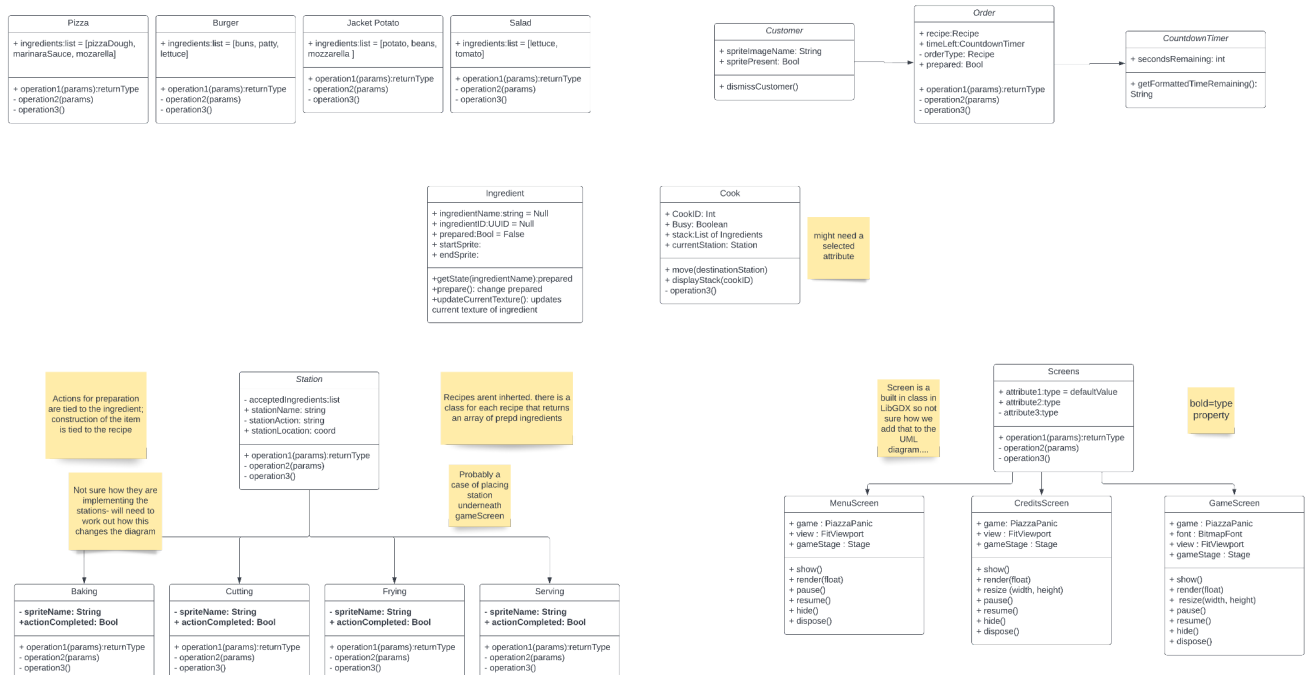 Pizza
+ ingredients:list = [pizzaDough,
marinaraSauce, mozarella]
+ operation1(params):returnType
- operation2(params)
- operation3()
Burger
+ ingredients:list = [buns, patty,
lettuce]
+ operation1(params):returnType
- operation2(params)
- operation3()
Jacket Potato
+ ingredients:list = [potato, beans,
mozzarella ]
+ operation1(params):returnType
- operation2(params)
- operation3()
Salad
+ ingredients:list = [lettuce,
tomato]
+ operation1(params):returnType
- operation2(params)
- operation3()
Customer
+ spriteImageName: String
+ spritePresent: Bool
+ dismissCustomer()
Order
+ recipe:Recipe
+ timeLeft:CountdownTimer
- orderType: Recipe
+ prepared: Bool
+ operation1(params):returnType
- operation2(params)
- operation3()
CountdownTimer
+ secondsRemaining: int
+ getFormattedTimeRemaining():
String
Ingredient
+ ingredientName:string = Null
+ ingredientID:UUID = Null
+ prepared:Bool = False
+ startSprite:
+ endSprite:
+getState(ingredientName):prepared
+prepare(): change prepared
+updateCurrentTexture(): updates
current texture of ingredient
Cook
+ CookID: Int
+ Busy: Boolean
+ stack:List of Ingredients
+ currentStation: Station
+ move(destinationStation)
+ displayStack(cookID)
- operation3()
might need a
selected
attribute
Actions for preparation
are tied to the ingredient;
construction of the item
is tied to the recipe
Not sure how they are
implementing the
stations- will need to
work out how this
changes the diagram
Station
- acceptedIngredients:list
+ stationName: string
- stationAction: string
+ stationLocation: coord
+ operation1(params):returnType
- operation2(params)
- operation3()
Recipes arent inherited. there is a
class for each recipe that returns
an array of prepd ingredients
Probably a
case of placing
station
underneath
gameScreen
Baking
- spriteName: String
+actionCompleted: Bool
+ operation1(params):returnType
- operation2(params)
- operation3()
Cutting
- spriteName: String
+ actionCompleted: Bool
+ operation1(params):returnType
- operation2(params)
- operation3()
Frying
- spriteName: String
+ actionCompleted: Bool
+ operation1(params):returnType
- operation2(params)
- operation3()
Serving
- spriteName: String
+ actionCompleted: Bool
+ operation1(params):returnType
- operation2(params)
- operation3()
Screen is a
built in class in
LibGDX so not
sure how we
add that to the
UML
diagram....
Screens
+ attribute1:type = defaultValue
+ attribute2:type
- attribute3:type
+ operation1(params):returnType
- operation2(params)
- operation3()
bold=type
property
MenuScreen
+ game : PiazzaPanic
+ view : FitViewport
+ gameStage : Stage
+ show()
+ render(float)
+ pause()
+ resume()
+ hide()
+ dispose()
CreditsScreen
+ game: PiazzaPanic
+ view : FitViewport
+ gameStage : Stage
+ show()
+ render(float)
+ resize (width, height)
+ pause()
+ resume()
+ hide()
+ dispose()
GameScreen
+ game : PiazzaPanic
+ font : BitmapFont
+ view : FitViewport
+ gameStage : Stage
+ show()
+ render(float)
+ resize(width, height)
+ pause()
+ resume()
+ hide()
+ dispose()